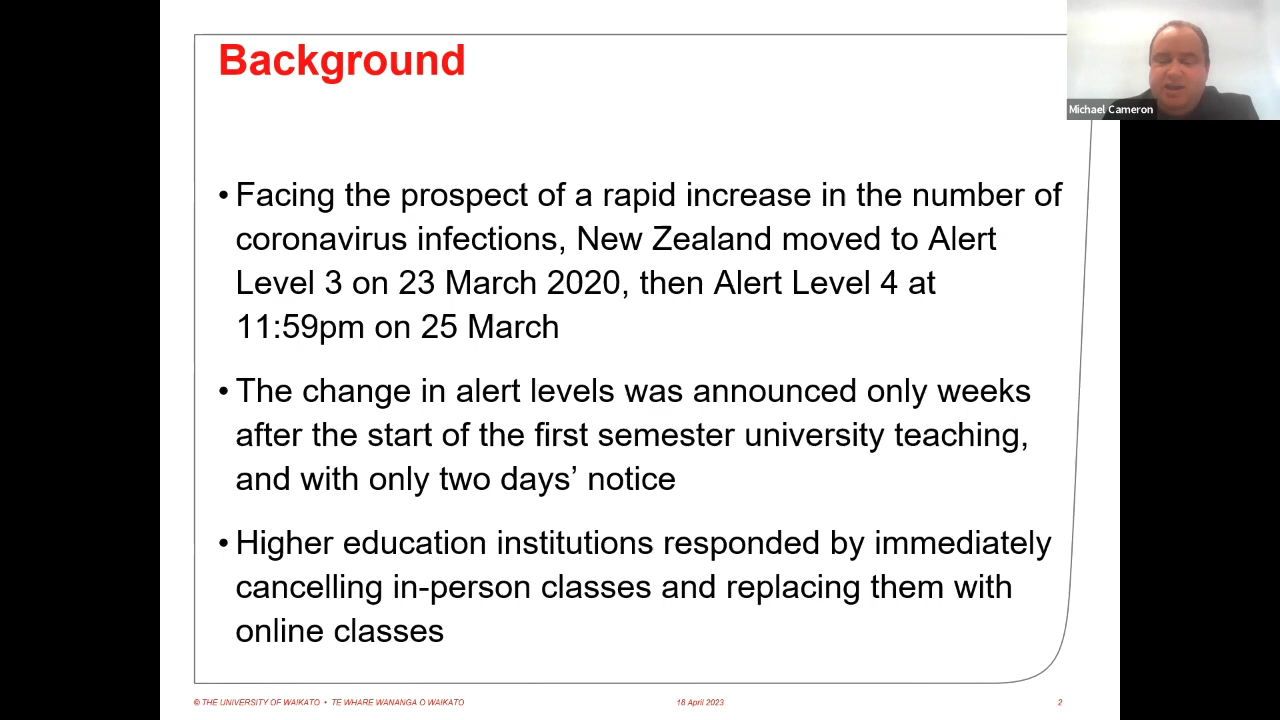 Background
Michael Cameron
• Facing the prospect of a rapid increase in the number of
coronavirus infections, New Zealand moved to Alert
Level 3 on 23 March 2020, then Alert Level 4 at
11:59pm on 25 March
• The change in alert levels was announced only weeks
after the start of the first semester university teaching,
and with only two days’ notice
• Higher education institutions responded by immediately
cancelling in-person classes and replacing them with
online classes
© THE UNIVERSITY OF WAIKATO • TE WHARE WANANGA O WAIKATO
18 April 2023
2